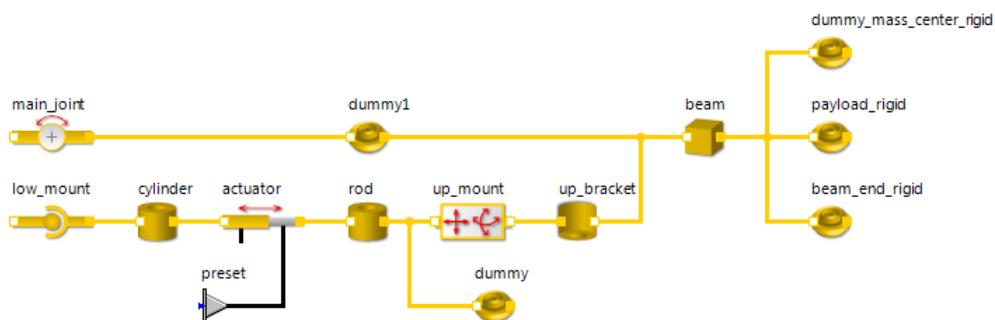 dummy_mass_center_rigid
main_joint
dummy1
beam
payload_rigid
low_mount
cylinder
actuator
rod
up_mount
up_bracket
beam_end_rigid
preset
dummy